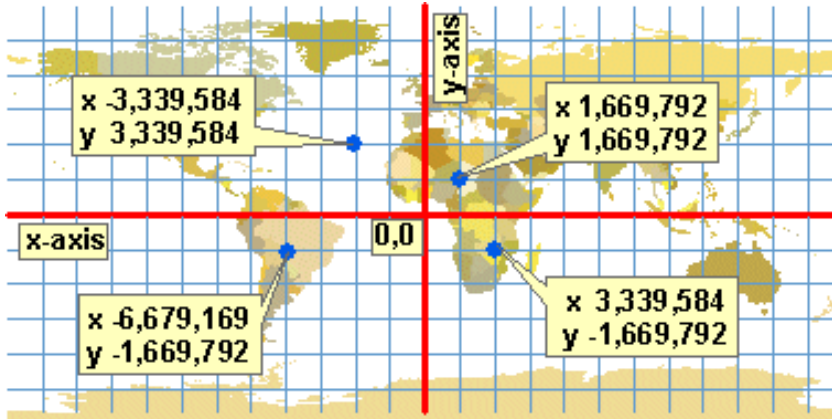 y-axis
x -3,339,584
y 3,339,584
x 1,669,792
y 1,669,792
x-axis
0,0
x -6,679,169
y -1,669,792
x 3,339,584
y -1,669,792